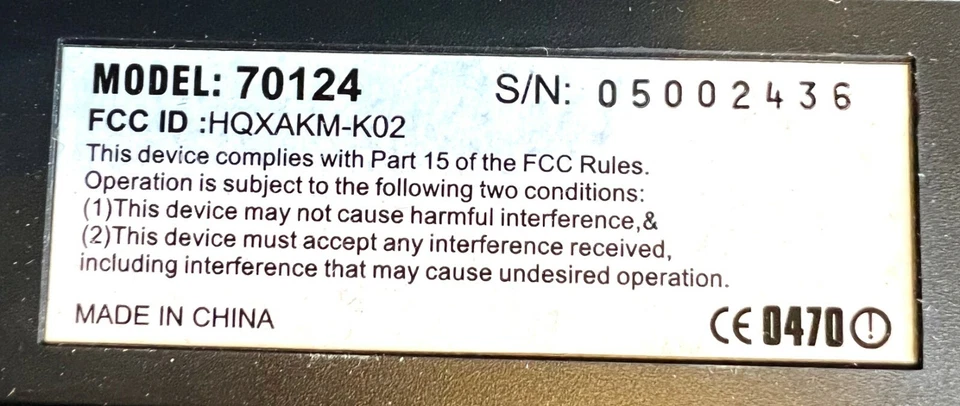 MODEL: 70124 S/N: 05002436
FCC ID :HQXAKM-K02
This device complies with Part 15 of the FCC Rules.
Operation is subject to the following two conditions:
(1)This device may not cause harmful interference,&
(2)This device must accept any interference received,
including interference that may cause undesired operation.
MADE IN CHINA CE 0470